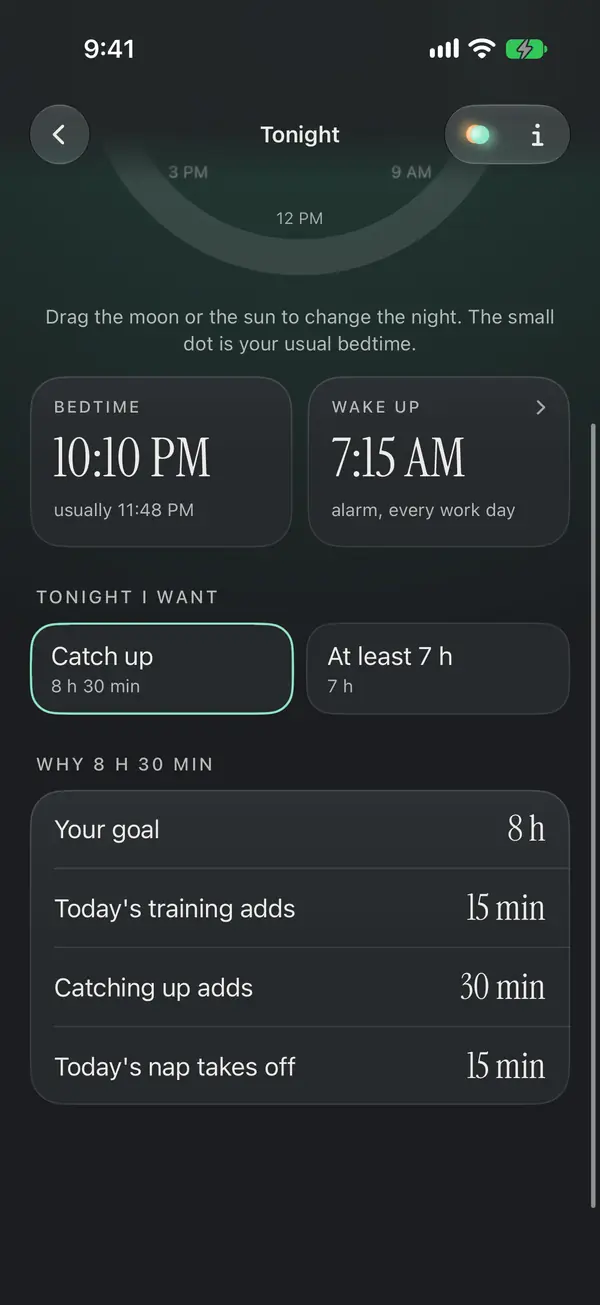 9:41
Tonight
i
3 PM
9 AM
12 PM
Drag the moon or the sun to change the night. The small
dot is your usual bedtime.
BEDTIME
10:10 PM
usually 11:48 PM
WAKE UP
7:15 AM
alarm, every work day
TONIGHT I WANT
Catch up
8 h 30 min
At least 7 h
7 h
WHY 8 H 30 MIN
Your goal
8 h
Today's training adds
15 min
Catching up adds
30 min
Today's nap takes off
15 min